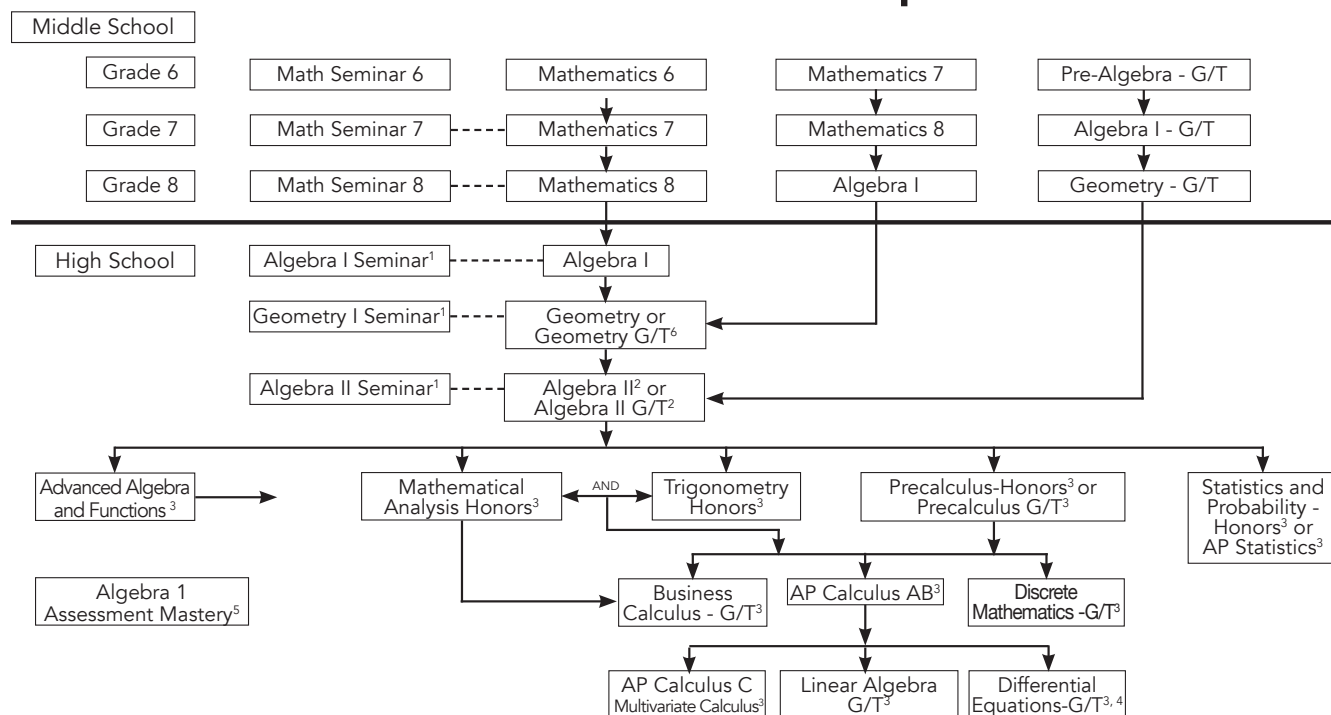 Middle School
Grade 6
Math Seminar 6
Mathematics 6
Mathematics 7
Pre-Algebra - G/T
Grade 7
Math Seminar 7
Mathematics 7
Mathematics 8
Algebra I - G/T
Grade 8
Math Seminar 8
Mathematics 8
Algebra I
Geometry - G/T
High School
Algebra I Seminar¹
Algebra I
Geometry I Seminar¹
Geometry or
Geometry G/T⁶
Algebra II Seminar¹
Algebra II² or
Algebra II G/T²
Advanced Algebra
and Functions ³
Mathematical
Analysis Honors³
AND
Trigonometry
Honors³
Precalculus-Honors³ or
Precalculus G/T³
Statistics and
Probability -
Honors³ or
AP Statistics³
Algebra 1
Assessment Mastery⁵
Business
Calculus - G/T³
AP Calculus AB³
Discrete
Mathematics -G/T³
AP Calculus C
Multivariate Calculus³
Linear Algebra
G/T³
Differential
Equations-G/T³, ⁴